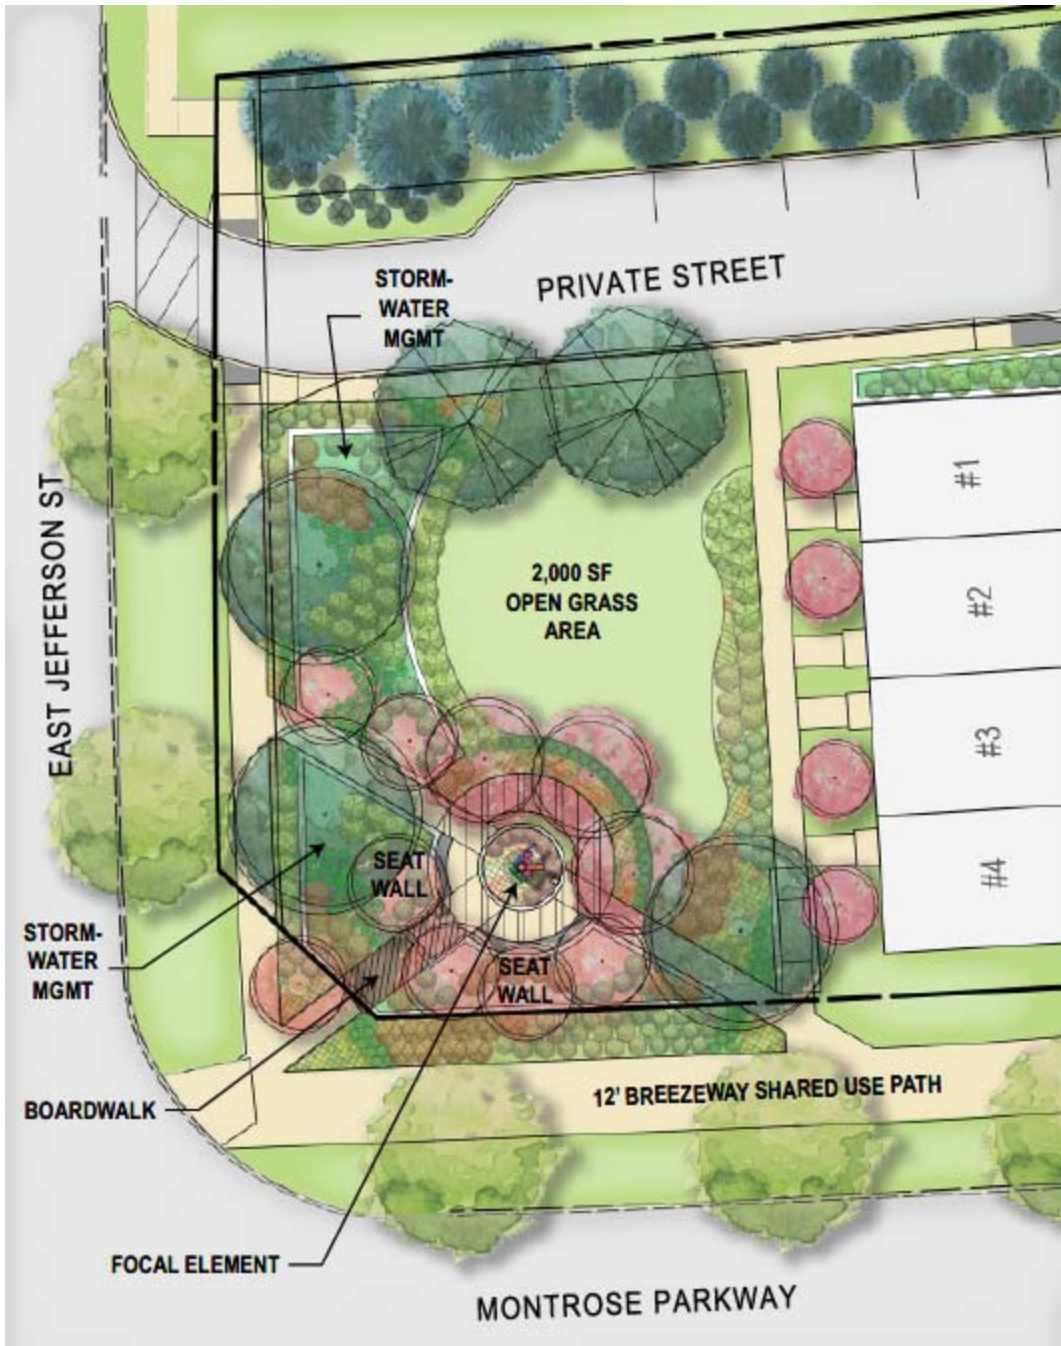 STORM-
WATER
MGMT
PRIVATE STREET
EAST JEFFERSON ST
2,000 SF
OPEN GRASS
AREA
#1
#2
#3
#4
SEAT
WALL
STORM-
WATER
MGMT
SEAT
WALL
BOARDWALK
12' BREEZEWAY SHARED USE PATH
FOCAL ELEMENT
MONTROSE PARKWAY